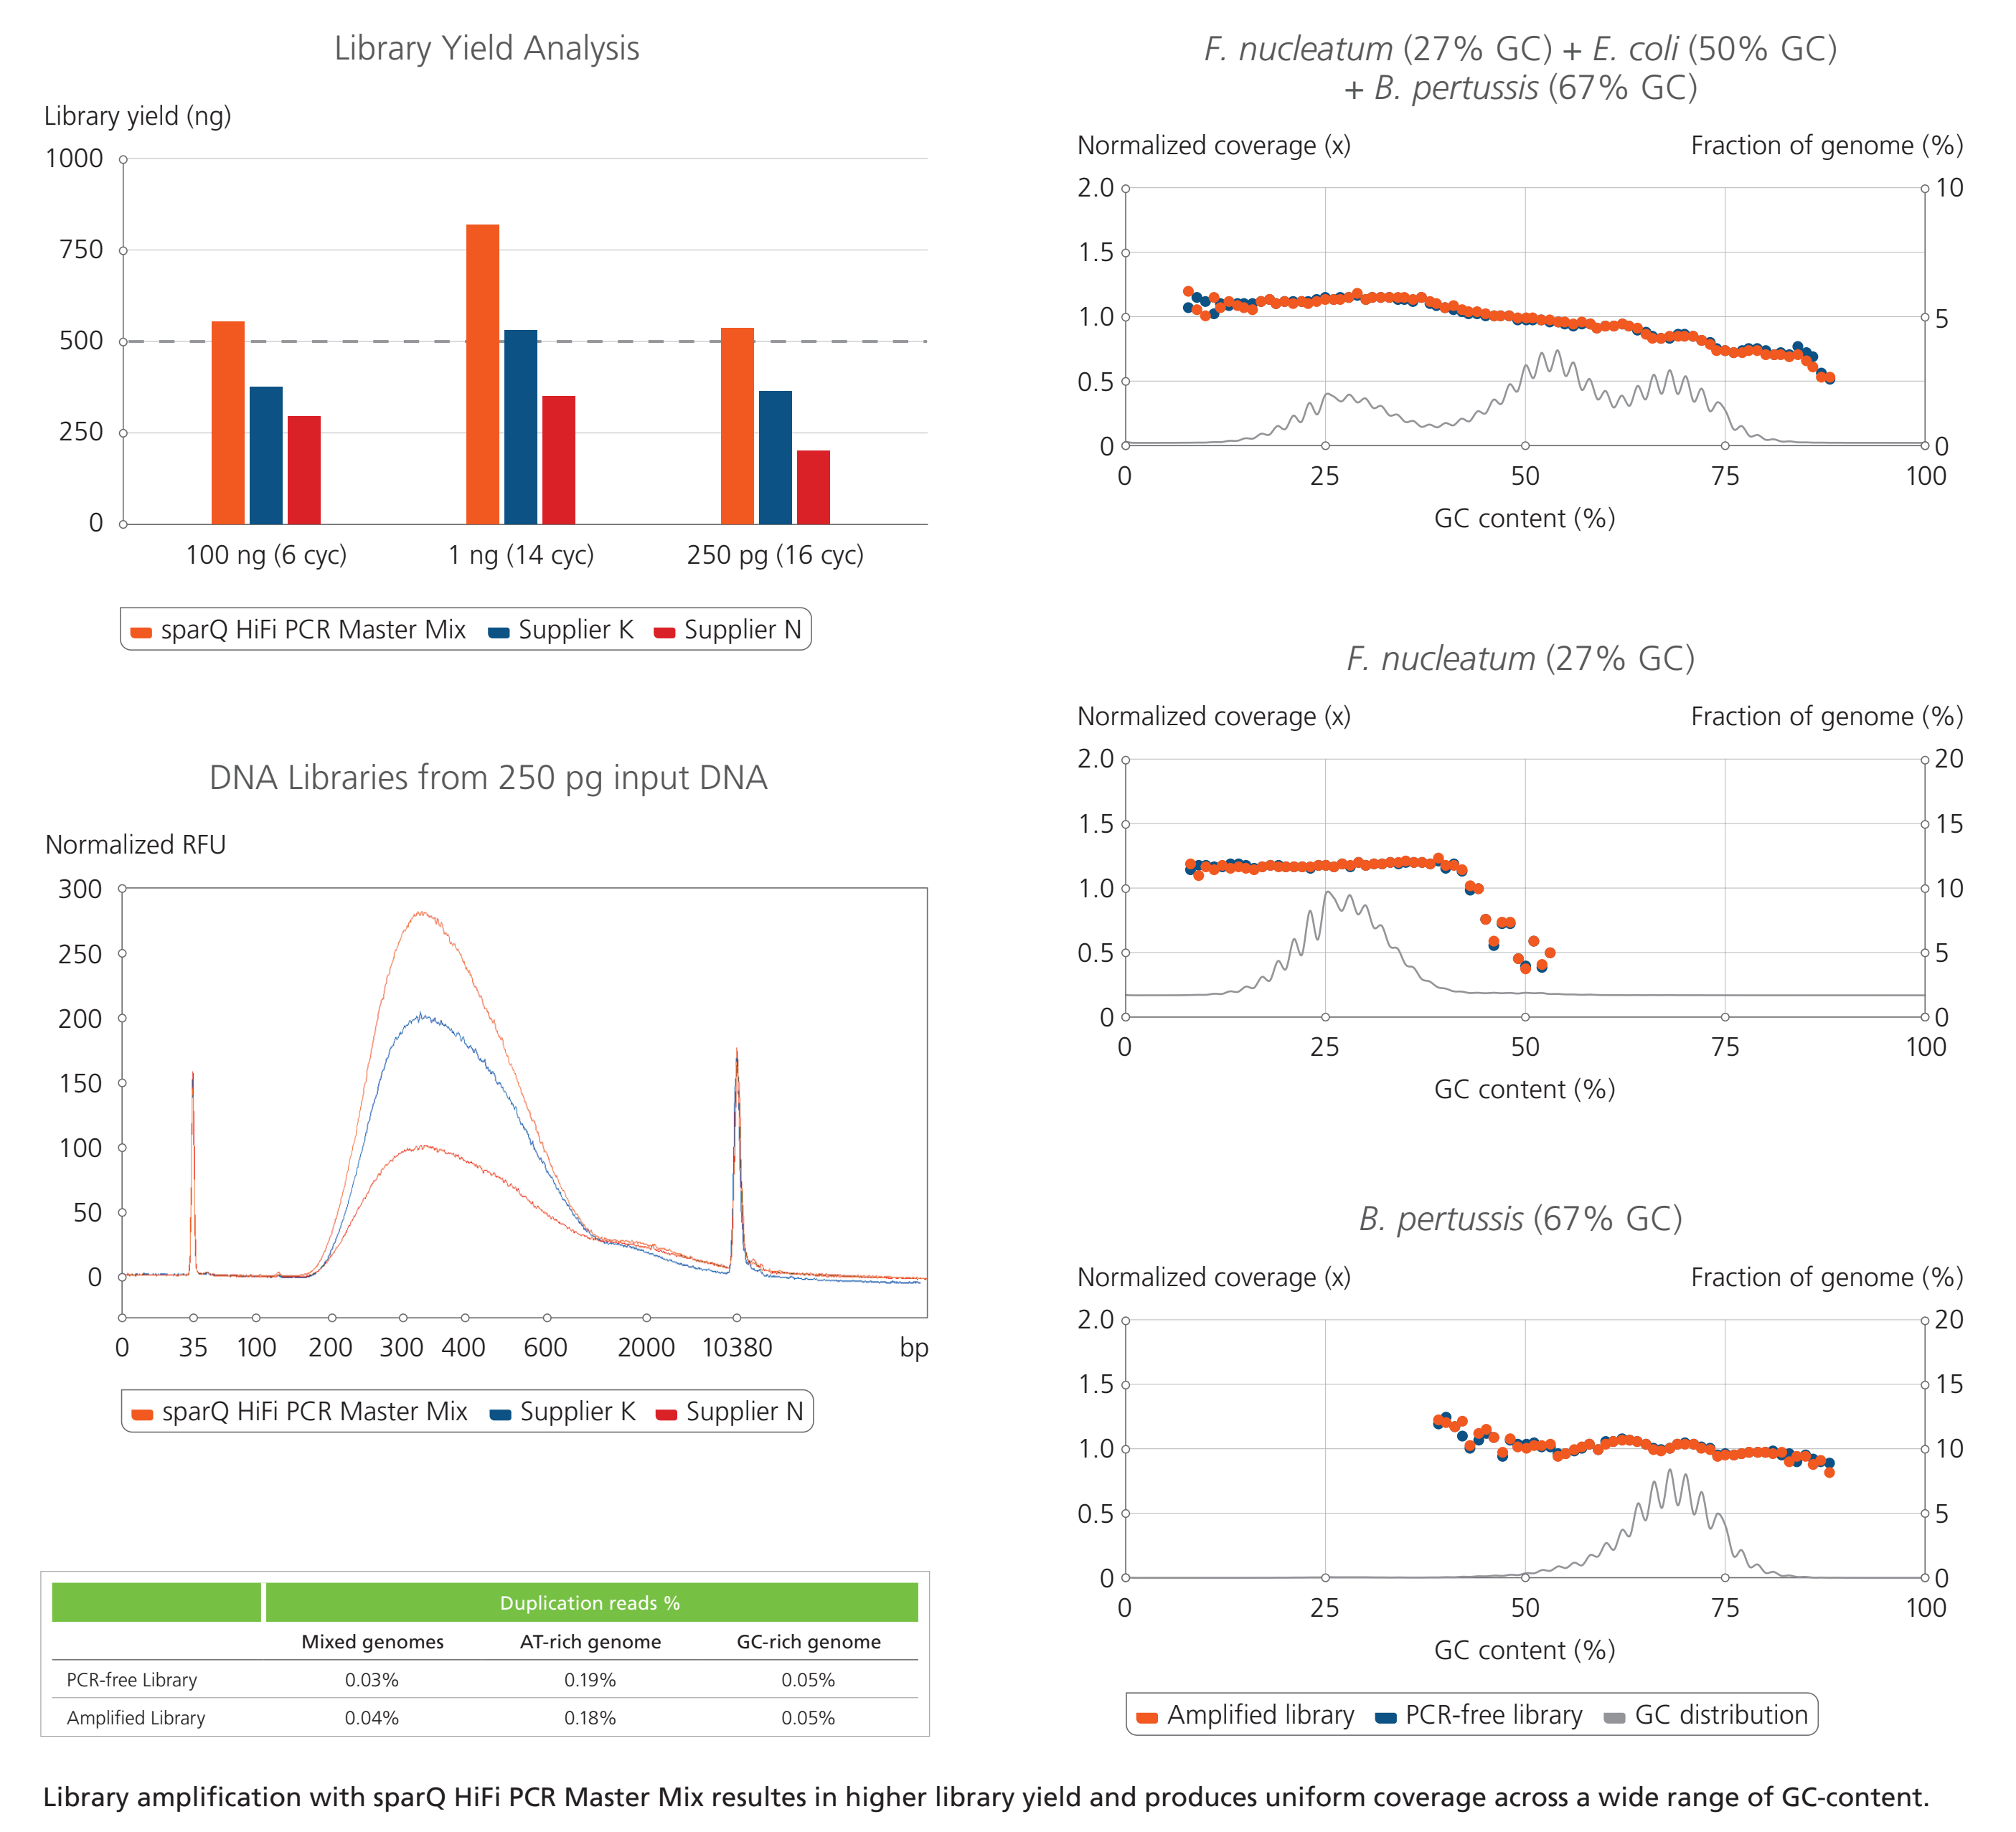 Library Yield Analysis
Library yield (ng)
1000
750
500
250
0
100 ng (6 cyc) 1 ng (14 cyc) 250 pg (16 cyc)
sparQ HiFi PCR Master Mix Supplier K Supplier N
DNA Libraries from 250 pg input DNA
Normalized RFU
300
250
200
150
100
50
0
0 35 100 200 300 400 600 2000 10380 bp
sparQ HiFi PCR Master Mix Supplier K Supplier N
Duplication reads %
Mixed genomes AT-rich genome GC-rich genome
PCR-free Library 0.03% 0.19% 0.05%
Amplified Library 0.04% 0.18% 0.05%
F. nucleatum (27% GC) + E. coli (50% GC)
+ B. pertussis (67% GC)
Normalized coverage (x) Fraction of genome (%)
2.0 10
1.5
1.0 5
0.5
0 0
0 25 50 75 100
GC content (%)
F. nucleatum (27% GC)
Normalized coverage (x) Fraction of genome (%)
2.0 20
1.5 15
1.0 10
0.5 5
0 0
0 25 50 75 100
GC content (%)
B. pertussis (67% GC)
Normalized coverage (x) Fraction of genome (%)
2.0 20
1.5 15
1.0 10
0.5 5
0 0
0 25 50 75 100
GC content (%)
Amplified library PCR-free library GC distribution
Library amplification with sparQ HiFi PCR Master Mix resultes in higher library yield and produces uniform coverage across a wide range of GC-content.